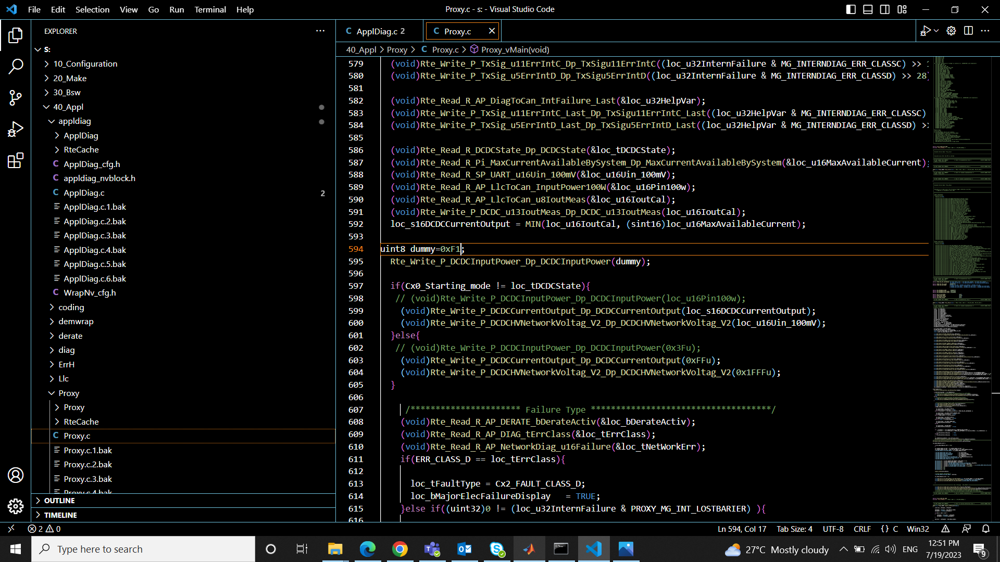 File Edit Selection View Go Run Terminal Help
Proxy.c - s: - Visual Studio Code
EXPLORER
S:
10_Configuration
20_Make
30_Bsw
40_Appl
appldiag
ApplDiag
RteCache
C ApplDiag_cfg.h
C appldiag_nvblock.h
C ApplDiag.c 2
ApplDiag.c.1.bak
ApplDiag.c.2.bak
ApplDiag.c.3.bak
ApplDiag.c.4.bak
ApplDiag.c.5.bak
ApplDiag.c.6.bak
C WrapNv_cfg.h
coding
demwrap
derate
diag
ErrH
Llc
Proxy
Proxy
RteCache
C Proxy.c
Proxy.c.1.bak
Proxy.c.2.bak
Proxy.c.3.bak
Proxy.c.4.bak
OUTLINE
TIMELINE
C ApplDiag.c 2
C Proxy.c
40_Appl > Proxy > C Proxy.c > Proxy_vMain(void)
579 (void)Rte_Write_P_TxSig_u11ErrIntC_Dp_TxSigu11ErrIntC((loc_u32InternFailure & MG_INTERNDIAG_ERR_CLASSC) >> 1
580 (void)Rte_Write_P_TxSig_u5ErrIntD_Dp_TxSigu5ErrIntD((loc_u32InternFailure & MG_INTERNDIAG_ERR_CLASSD) >> 28)
581
582 (void)Rte_Read_R_AP_DiagToCan_IntFailure_Last(&loc_u32HelpVar);
583 (void)Rte_Write_P_TxSig_u11ErrIntC_Last_Dp_TxSigu11ErrIntC_Last((loc_u32HelpVar & MG_INTERNDIAG_ERR_CLASSC)
584 (void)Rte_Write_P_TxSig_u5ErrIntD_Last_Dp_TxSigu5ErrIntD_Last((loc_u32HelpVar & MG_INTERNDIAG_ERR_CLASSD) >>
585
586 (void)Rte_Read_R_DCDCState_Dp_DCDCState(&loc_tDCDCState);
587 (void)Rte_Read_R_Pi_MaxCurrentAvailableBySystem_Dp_MaxCurrentAvailableBySystem(&loc_u16MaxAvailableCurrent);
588 (void)Rte_Read_R_SP_UART_u16Uin_100mV(&loc_u16Uin_100mV);
589 (void)Rte_Read_R_AP_LlcToCan_InputPower100W(&loc_u16Pin100w);
590 (void)Rte_Read_R_AP_LlcToCan_u8IoutMeas(&loc_u16IoutCal);
591 (void)Rte_Write_P_DCDC_u13IoutMeas_Dp_DCDC_u13IoutMeas(loc_u16IoutCal);
592 loc_s16DCDCCurrentOutput = MIN(loc_u16IoutCal, (sint16)loc_u16MaxAvailableCurrent);
593
594 uint8 dummy=0xF1;
595 Rte_Write_P_DCDCInputPower_Dp_DCDCInputPower(dummy);
596
597 if(Cx0_Starting_mode != loc_tDCDCState){
598 // (void)Rte_Write_P_DCDCInputPower_Dp_DCDCInputPower(loc_u16Pin100w);
599 (void)Rte_Write_P_DCDCCurrentOutput_Dp_DCDCCurrentOutput(loc_s16DCDCCurrentOutput);
600 (void)Rte_Write_P_DCDCHVNetworkVoltag_V2_Dp_DCDCHVNetworkVoltag_V2(loc_u16Uin_100mV);
601 }else{
602 // (void)Rte_Write_P_DCDCInputPower_Dp_DCDCInputPower(0x3Fu);
603 (void)Rte_Write_P_DCDCCurrentOutput_Dp_DCDCCurrentOutput(0xFFu);
604 (void)Rte_Write_P_DCDCHVNetworkVoltag_V2_Dp_DCDCHVNetworkVoltag_V2(0x1FFFu);
605 }
606
607 /********************** Failure Type ************************************/
608 (void)Rte_Read_R_AP_DERATE_bDerateActiv(&loc_bDerateActiv);
609 (void)Rte_Read_R_AP_DIAG_tErrClass(&loc_tErrClass);
610 (void)Rte_Read_R_AP_NetworkDiag_u16Failure(&loc_tNetWorkErr);
611 if(ERR_CLASS_D == loc_tErrClass){
612
613 loc_tFaultType = Cx2_FAULT_CLASS_D;
614 loc_bMajorElecFailureDisplay = TRUE;
615 }else if((uint32)0 != (loc_u32InternFailure & PROXY_MG_INT_LOSTBARIER) ){
616
2 0
Ln 594, Col 17 Tab Size: 4 UTF-8 CRLF {} C Win32
Type here to search
27°C Mostly cloudy
ENG
12:51 PM
7/19/2023
9